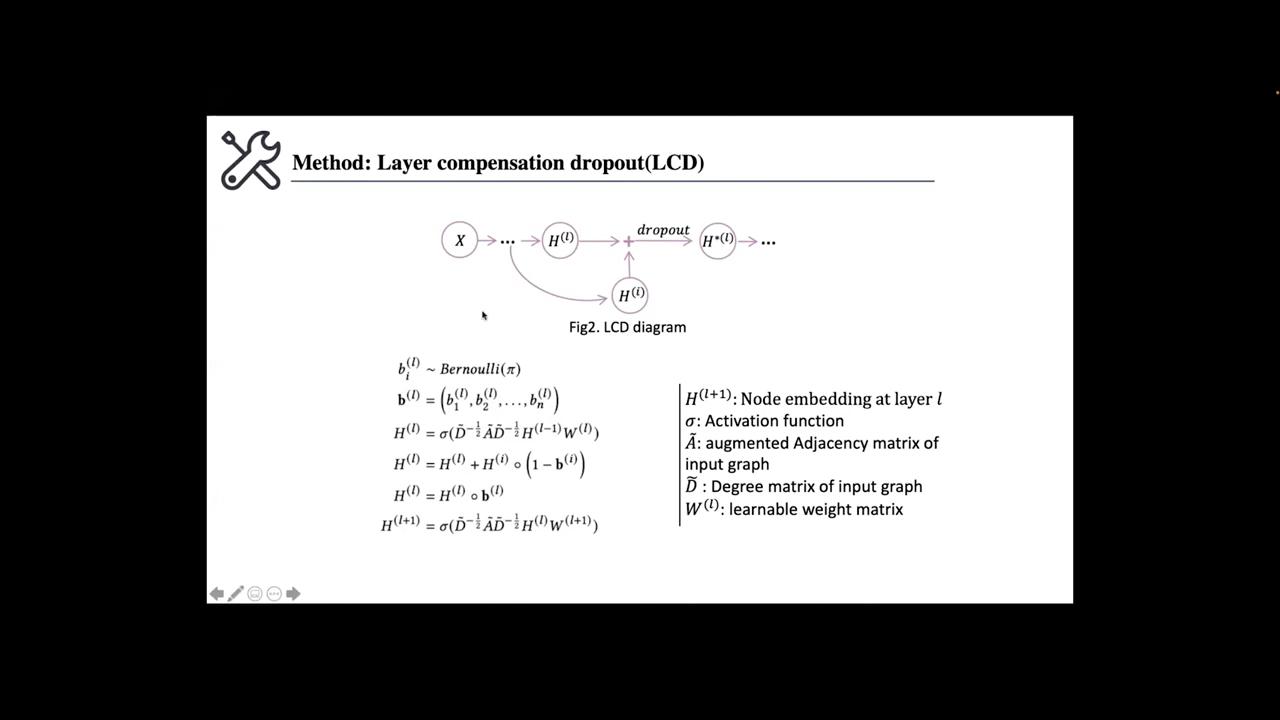 Method: Layer compensation dropout(LCD)
X ... H^(l) + dropout H*^(l) ...
H^(i)
Fig2. LCD diagram
b_i^(l) ~ Bernoulli(π)
b^(l) = (b_1^(l), b_2^(l), . . . , b_n^(l))
H^(l) = σ(D̃^-1/2 ÃD̃^-1/2 H^(l-1)W^(l))
H^(l) = H^(l) + H^(i) ∘ (1 − b^(i))
H^(l) = H^(l) ∘ b^(l)
H^(l+1) = σ(D̃^-1/2 ÃD̃^-1/2 H^(l)W^(l+1))
H^(l+1): Node embedding at layer l
σ: Activation function
Ã: augmented Adjacency matrix of
input graph
D̃ : Degree matrix of input graph
W^(l): learnable weight matrix